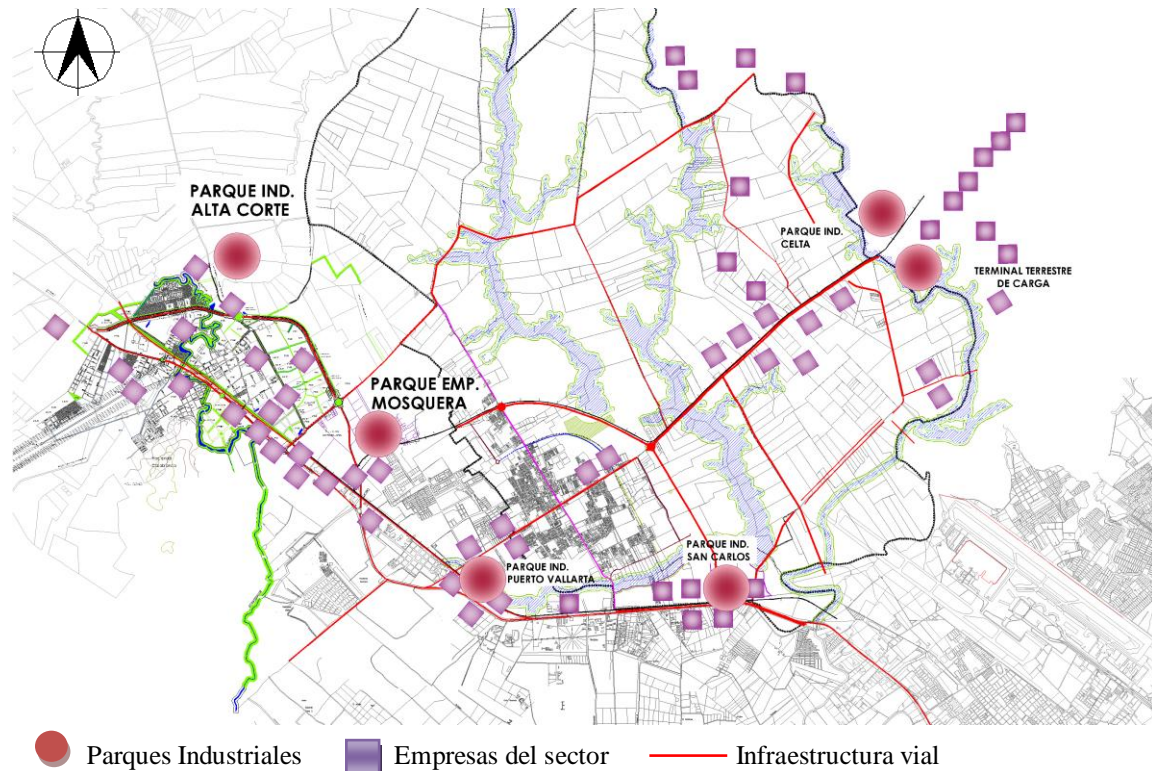 PARQUE IND.
ALTA CORTE
PARQUE IND.
CELTA
TERMINAL TERRESTRE
DE CARGA
PARQUE EMP.
MOSQUERA
PARQUE IND.
SAN CARLOS
PARQUE IND.
PUERTO VALLARTA
Parques Industriales
Empresas del sector
Infraestructura vial